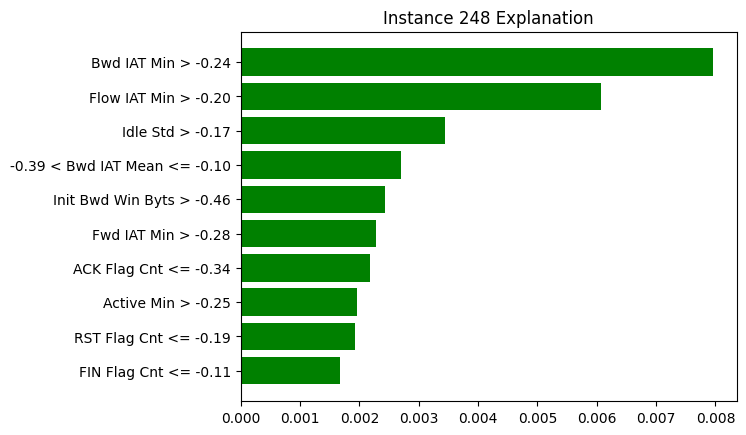 Instance 248 Explanation
Bwd IAT Min > -0.24
Flow IAT Min > -0.20
Idle Std > -0.17
-0.39 < Bwd IAT Mean <= -0.10
Init Bwd Win Byts > -0.46
Fwd IAT Min > -0.28
ACK Flag Cnt <= -0.34
Active Min > -0.25
RST Flag Cnt <= -0.19
FIN Flag Cnt <= -0.11
0.000 0.001 0.002 0.003 0.004 0.005 0.006 0.007 0.008